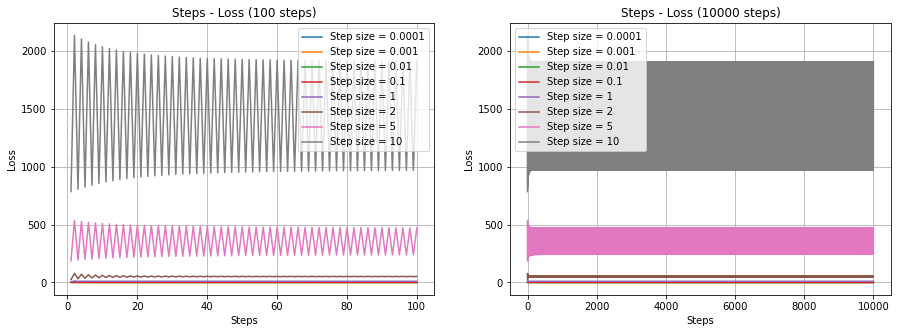 Steps - Loss (100 steps)
2000
1500
1000
500
0
Loss
0
20
40
60
80
100
Steps
Step size = 0.0001
Step size = 0.001
Step size = 0.01
Step size = 0.1
Step size = 1
Step size = 2
Step size = 5
Step size = 10
Steps - Loss (10000 steps)
2000
1500
1000
500
0
Loss
0
2000
4000
6000
8000
10000
Steps
Step size = 0.0001
Step size = 0.001
Step size = 0.01
Step size = 0.1
Step size = 1
Step size = 2
Step size = 5
Step size = 10